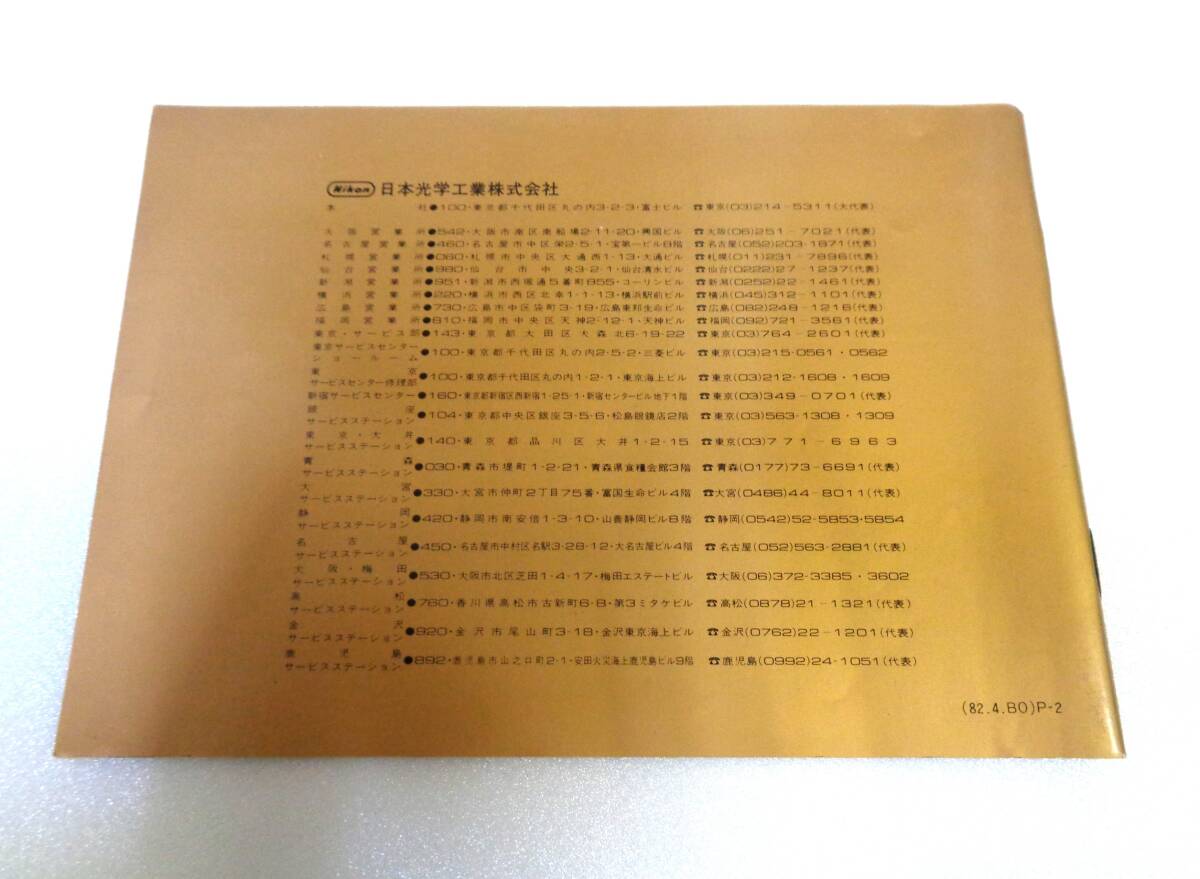 Nikon 日本光学工業株式会社
本社●100・東京都千代田区丸の内3-2-3・富士ビル ☎東京(03)214-5311(大代表)
大阪営業所●542・大阪市南区南船場2-11-20・興国ビル ☎大阪(06)251-7021(代表)
名古屋営業所●460・名古屋市中区栄2-5-1・宝第一ビル8階 ☎名古屋(052)203-1871(代表)
札幌営業所●060・札幌市中央区大通西1-13・大通ビル ☎札幌(011)231-7896(代表)
仙台営業所●980・仙台市中央3-2-1・仙台清水ビル ☎仙台(0222)27-1237(代表)
新潟営業所●951・新潟市西堀通5番町855・ユーリンビル ☎新潟(0252)22-1461(代表)
横浜営業所●220・横浜市西区北幸1-1-13・横浜駅前ビル ☎横浜(045)312-1101(代表)
広島営業所●730・広島市中区袋町3-19・広島東邦生命ビル ☎広島(082)248-1216(代表)
福岡営業所●810・福岡市中央区天神2-12-1・天神ビル ☎福岡(092)721-3561(代表)
東京・サービス部●143・東京都大田区大森北6-19-22 ☎東京(03)764-2601(代表)
東京サービスセンター
ショールーム●100・東京都千代田区丸の内2-5-2・三菱ビル ☎東京(03)215-0561・0562
東京
サービスセンター修理部●100・東京都千代田区丸の内1-2-1・東京海上ビル ☎東京(03)212-1608・1609
新宿サービスセンター●160・東京都新宿区西新宿1-25-1・新宿センタービル地下1階 ☎東京(03)349-0701(代表)
銀座
サービスステーション●104・東京都中央区銀座3-5-6・松島眼鏡店2階 ☎東京(03)563-1308・1309
東京・大井
サービスステーション●140・東京都品川区大井1-2-15 ☎東京(03)771-6963
青森
サービスステーション●030・青森市堤町1-2-21・青森県食糧会館3階 ☎青森(0177)73-6691(代表)
大宮
サービスステーション●330・大宮市仲町2丁目75番・富国生命ビル4階 ☎大宮(0486)44-8011(代表)
静岡
サービスステーション●420・静岡市南安倍1-3-10・山善静岡ビル8階 ☎静岡(0542)52-5853・5854
名古屋
サービスステーション●450・名古屋市中村区名駅3-28-12・大名古屋ビル4階 ☎名古屋(052)563-2881(代表)
大阪・梅田
サービスステーション●530・大阪市北区芝田1-4-17・梅田エステートビル ☎大阪(06)372-3385・3602
高松
サービスステーション●760・香川県高松市古新町6-8・第3ミタケビル ☎高松(0878)21-1321(代表)
金沢
サービスステーション●920・金沢市尾山町3-18・金沢東京海上ビル ☎金沢(0762)22-1201(代表)
鹿児島
サービスステーション●892・鹿児島市山之口町2-1・安田火災海上鹿児島ビル9階 ☎鹿児島(0992)24-1051(代表)
(82.4.B0)P-2